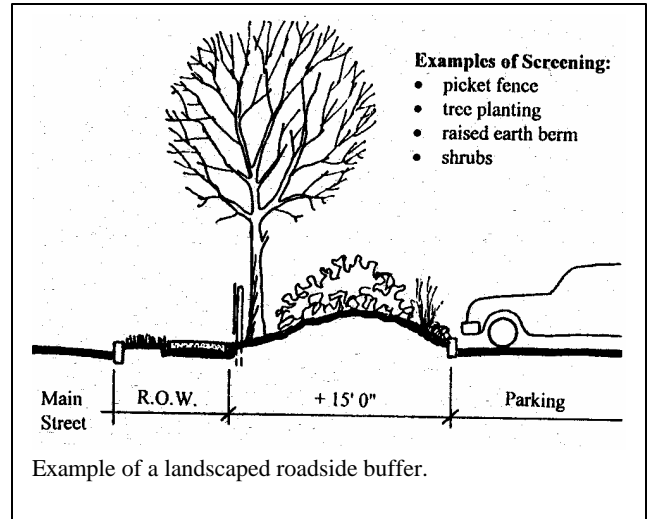 Examples of Screening:
• picket fence
• tree planting
• raised earth berm
• shrubs
Main
Street
R.O.W.
+ 15' 0"
Parking
Example of a landscaped roadside buffer.